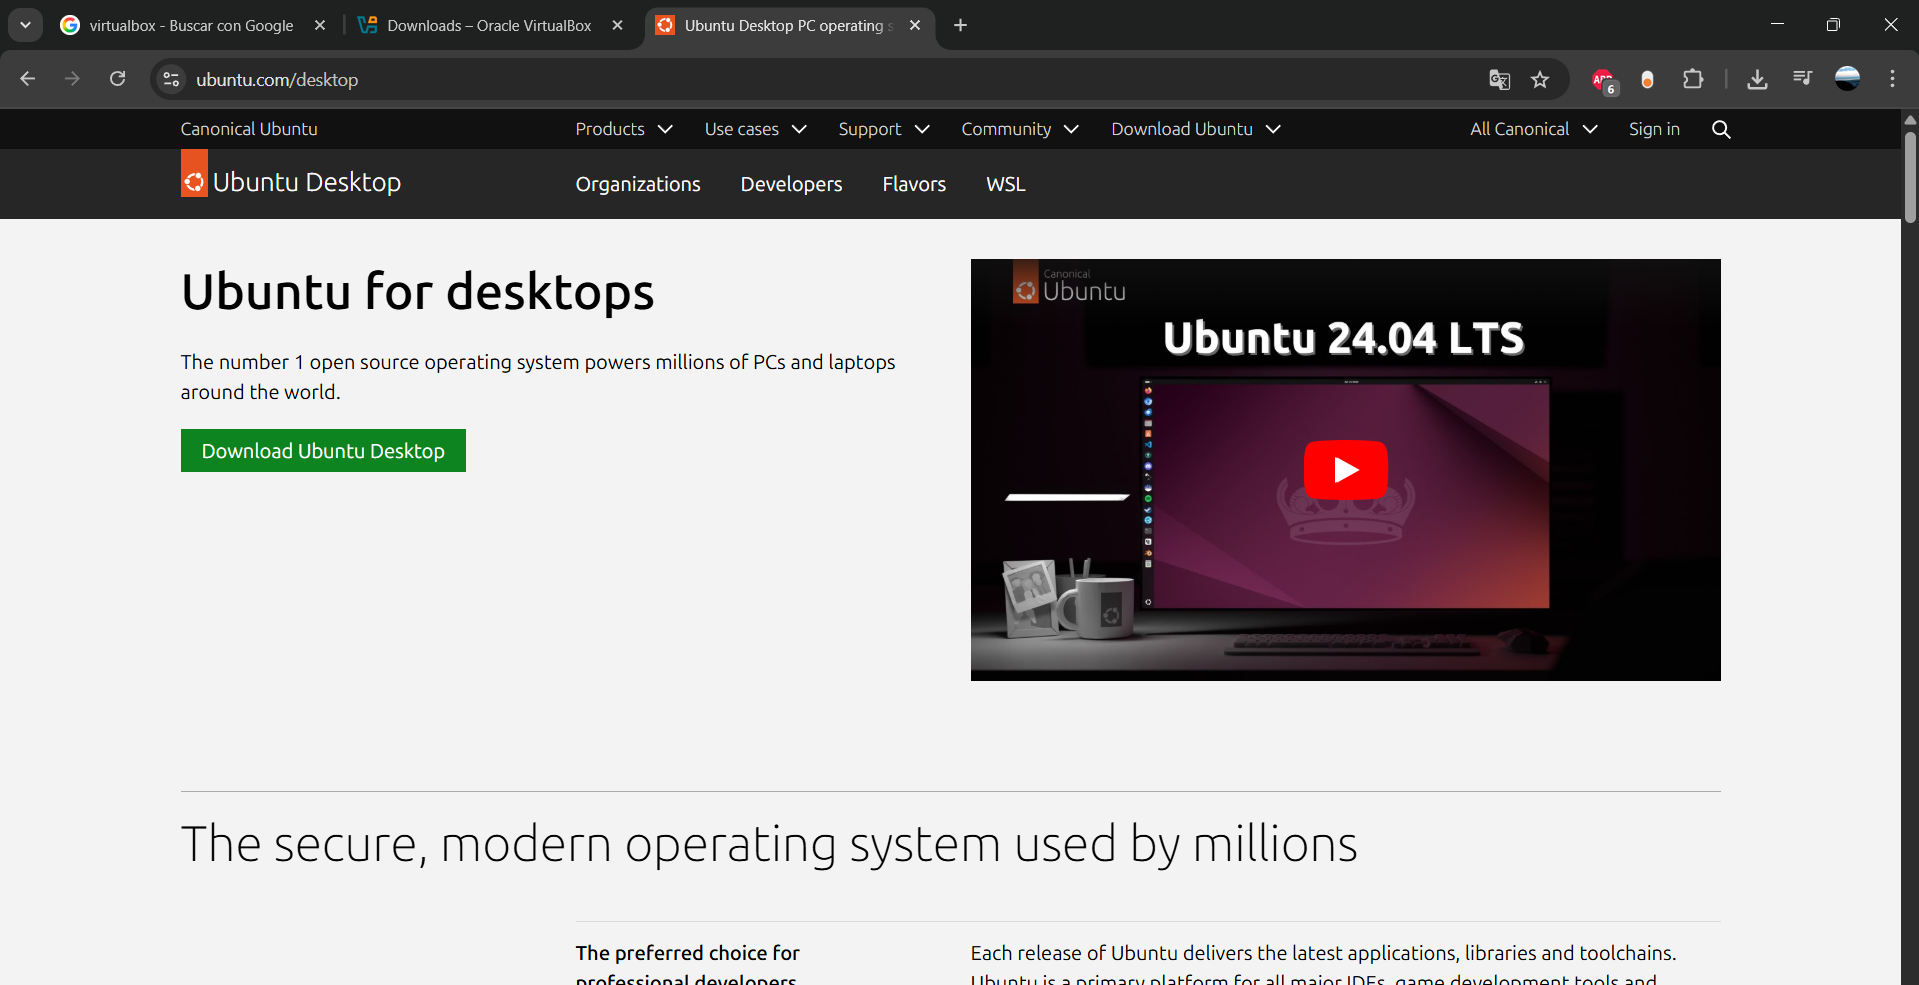 virtualbox - Buscar con Google
Downloads – Oracle VirtualBox
Ubuntu Desktop PC operating s
ubuntu.com/desktop
6
Canonical Ubuntu
Products
Use cases
Support
Community
Download Ubuntu
All Canonical
Sign in
Ubuntu Desktop
Organizations
Developers
Flavors
WSL
Ubuntu for desktops
The number 1 open source operating system powers millions of PCs and laptops
around the world.
Download Ubuntu Desktop
Canonical
Ubuntu
Ubuntu 24.04 LTS
The secure, modern operating system used by millions
The preferred choice for
professional developers
Each release of Ubuntu delivers the latest applications, libraries and toolchains.
Ubuntu is a primary platform for all major IDEs, game development tools and